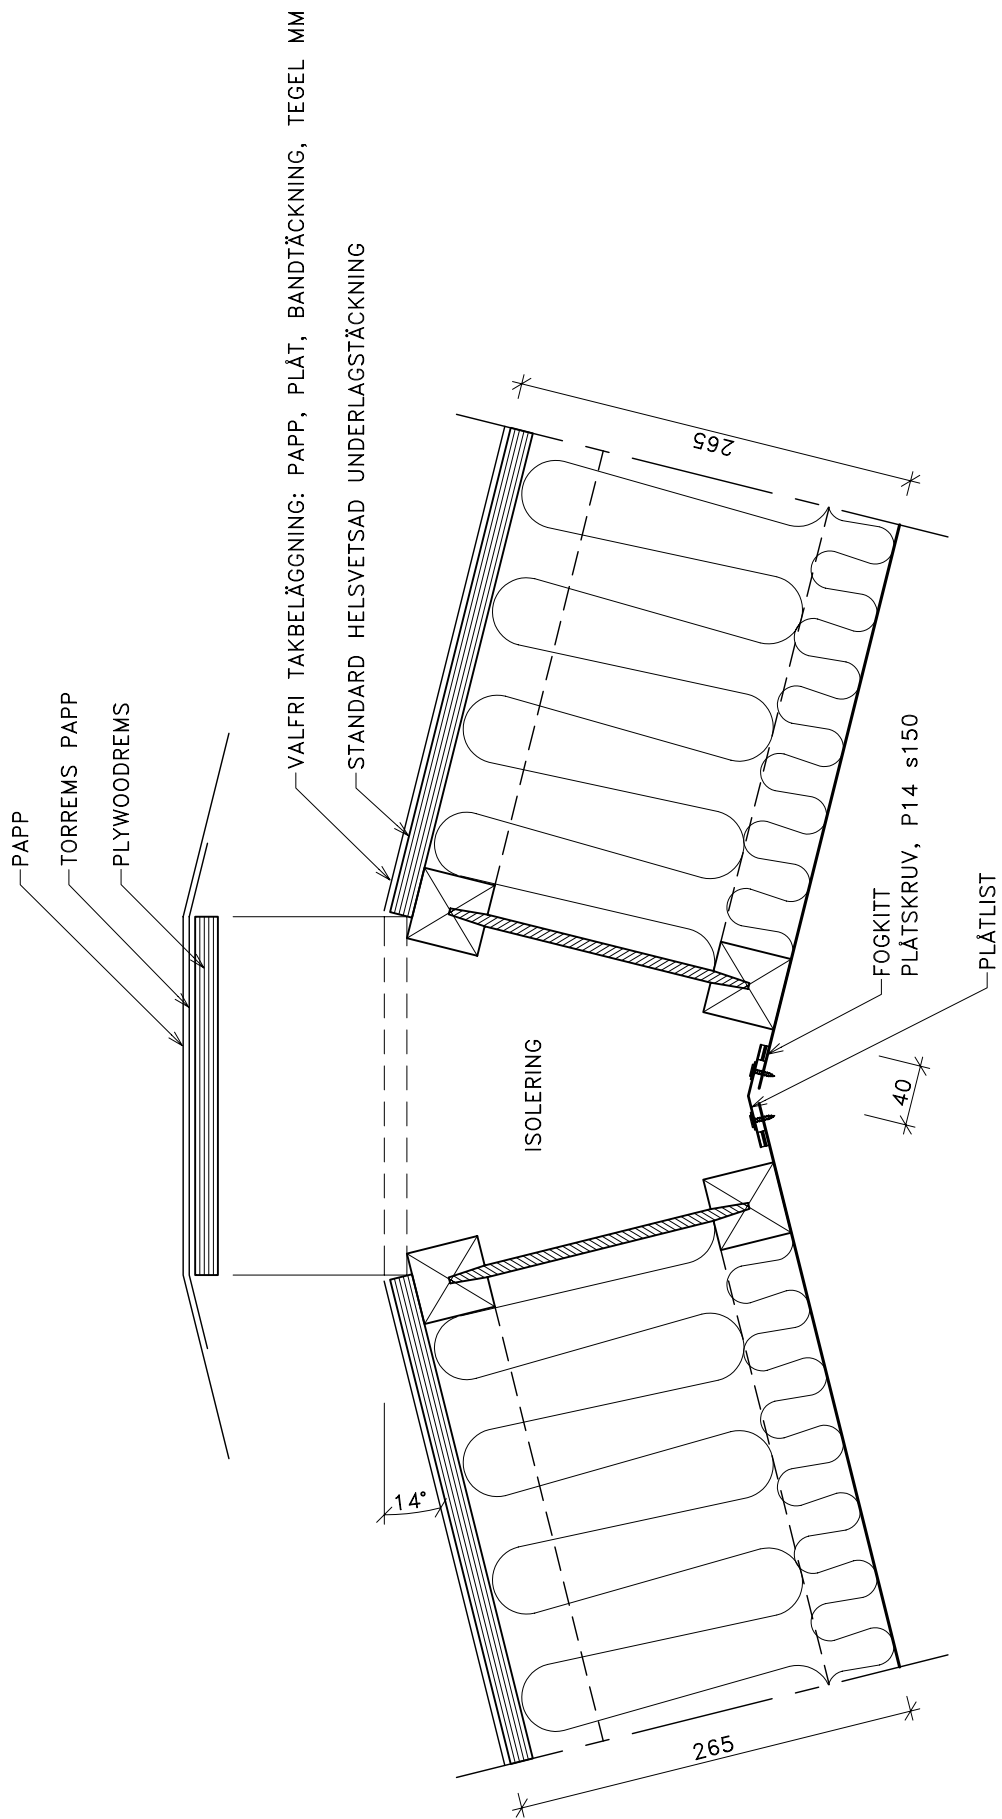 PAPP
TORREMS PAPP
PLYWOODREMS
VALFRI TAKBELÄGGNING: PAPP, PLÅT, BANDTÄCKNING, TEGEL MM
STANDARD HELSVETSAD UNDERLAGSTÄCKNING
14°
265
ISOLERING
265
FOGKITT
PLÅTSKRUV, P14 s150
40
PLÅTLIST